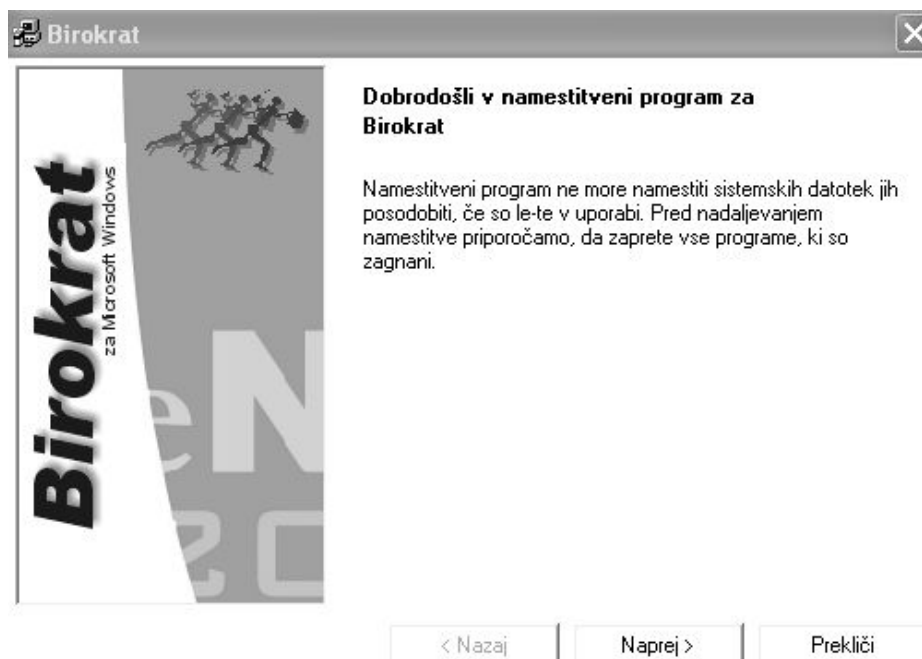 Birokrat
Birokrat
za Microsoft Windows
eN
20
Dobrodošli v namestitveni program za
Birokrat
Namestitveni program ne more namestiti sistemskih datotek jih
posodobiti, če so le-te v uporabi. Pred nadaljevanjem
namestitve priporočamo, da zaprete vse programe, ki so
zagnani.
< Nazaj
Naprej >
Prekliči